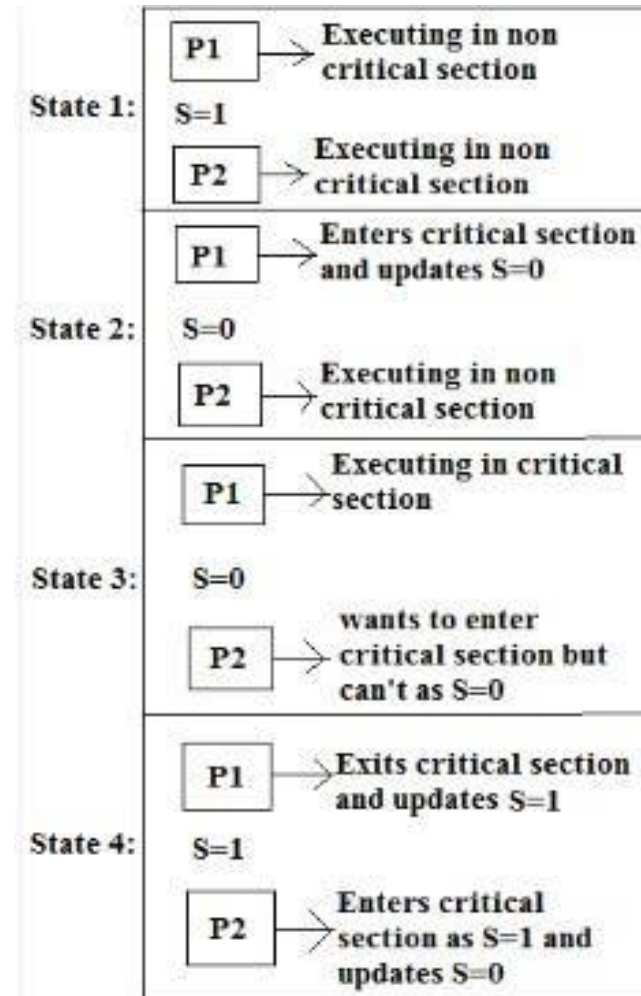 P1
Executing in non
critical section
State 1:
S=1
P2
Executing in non
critical section
P1
Enters critical section
and updates S=0
State 2:
S=0
P2
Executing in non
critical section
P1
Executing in critical
section
State 3:
S=0
P2
wants to enter
critical section but
can't as S=0
P1
Exits critical section
and updates S=1
State 4:
S=1
P2
Enters critical
section as S=1 and
updates S=0